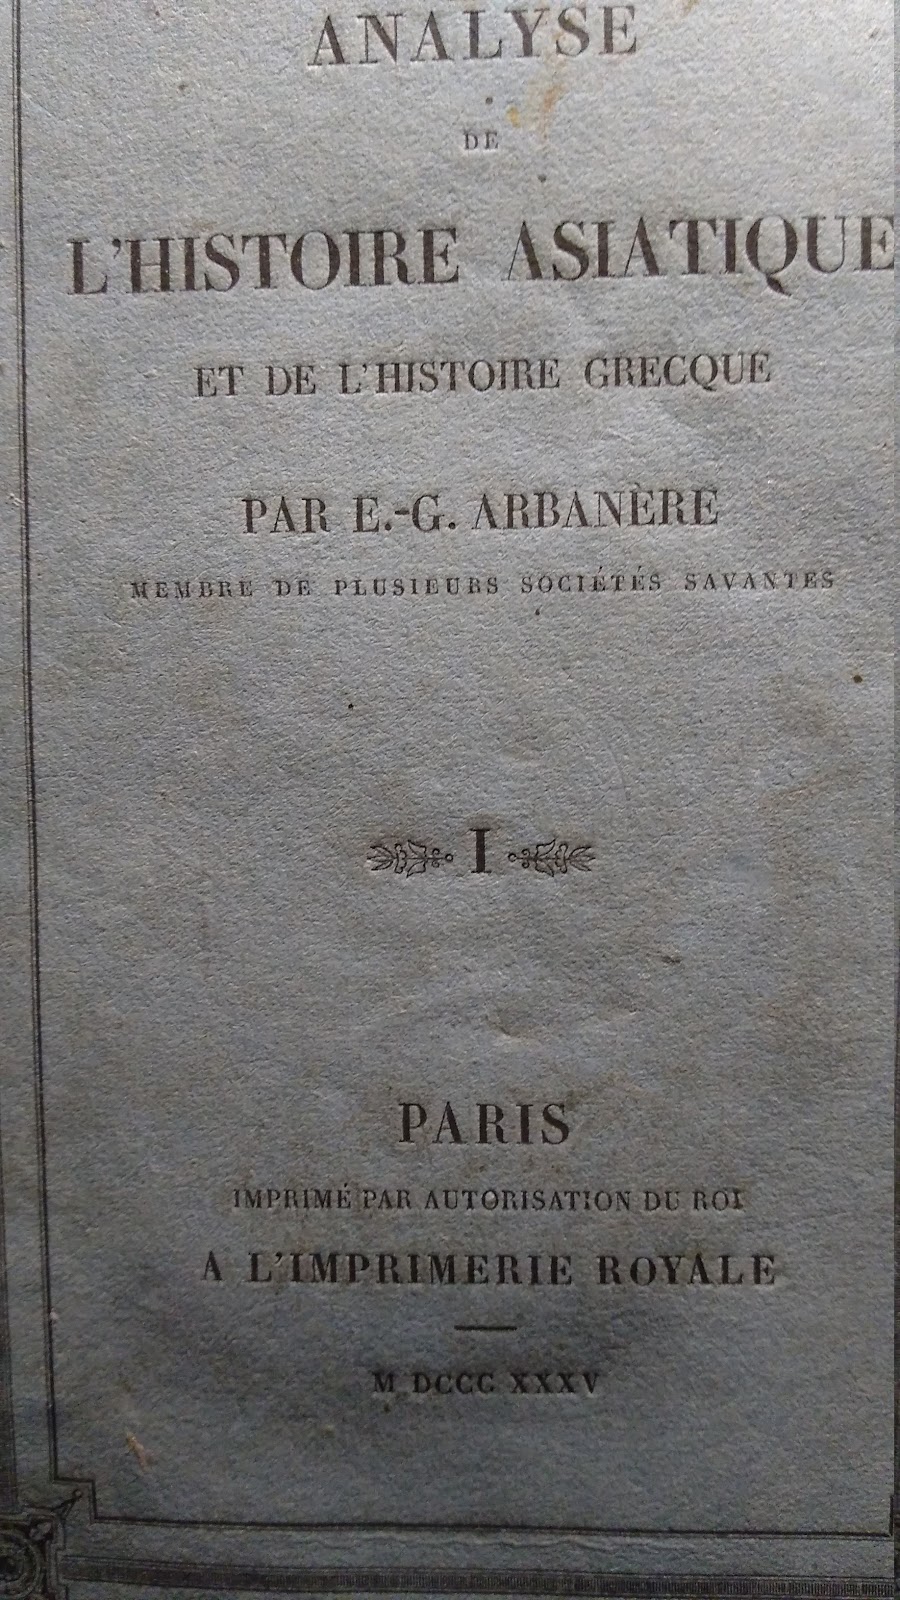 ANALYSE
DE
L'HISTOIRE ASIATIQUE
ET DE L'HISTOIRE GRECQUE
PAR E.-G. ARBANÈRE
MEMBRE DE PLUSIEURS SOCIÉTÉS SAVANTES
I
PARIS
IMPRIMÉ PAR AUTORISATION DU ROI
A L'IMPRIMERIE ROYALE
M DCCC XXXV